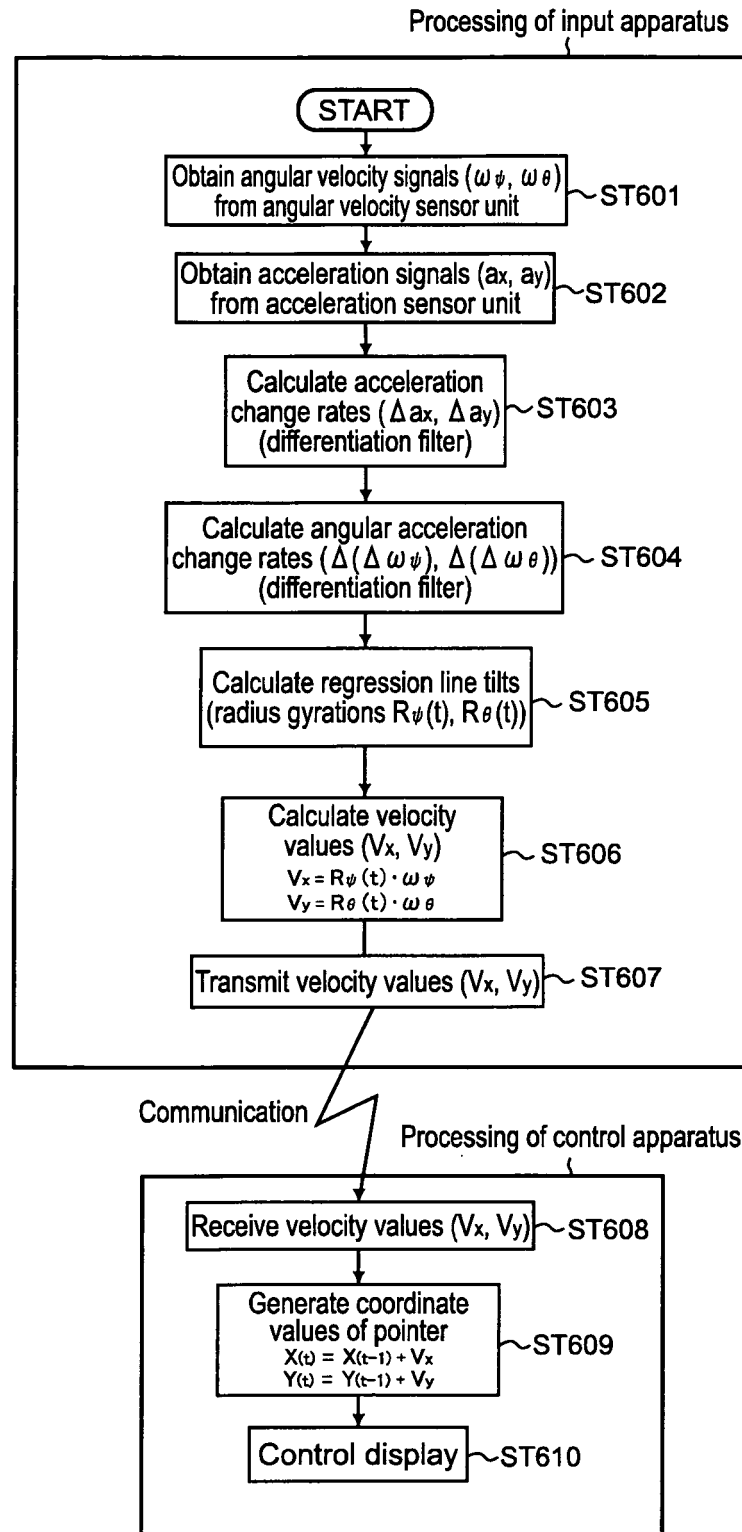 Processing of input apparatus
START
Obtain angular velocity signals (ωψ, ωθ)
from angular velocity sensor unit
ST601
Obtain acceleration signals (ax, ay)
from acceleration sensor unit
ST602
Calculate acceleration
change rates (Δax, Δay)
(differentiation filter)
ST603
Calculate angular acceleration
change rates (Δ(Δωψ), Δ(Δωθ))
(differentiation filter)
ST604
Calculate regression line tilts
(radius gyrations Rψ(t), Rθ(t))
ST605
Calculate velocity
values (Vx, Vy)
Vx = Rψ(t)·ωψ
Vy = Rθ(t)·ωθ
ST606
Transmit velocity values (Vx, Vy)
ST607
Communication
Processing of control apparatus
Receive velocity values (Vx, Vy)
ST608
Generate coordinate
values of pointer
X(t) = X(t-1) + Vx
Y(t) = Y(t-1) + Vy
ST609
Control display
ST610